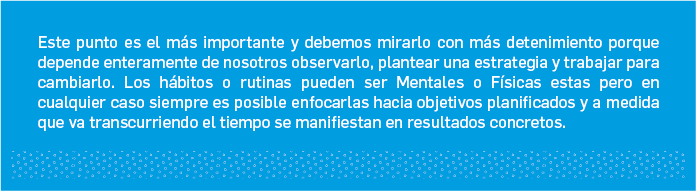 Este punto es el más importante y debemos mirarlo con más detenimiento porque
depende enteramente de nosotros observarlo, plantear una estrategia y trabajar para
cambiarlo. Los hábitos o rutinas pueden ser Mentales o Físicas estas pero en
cualquier caso siempre es posible enfocarlas hacia objetivos planificados y a medida
que va transcurriendo el tiempo se manifiestan en resultados concretos.